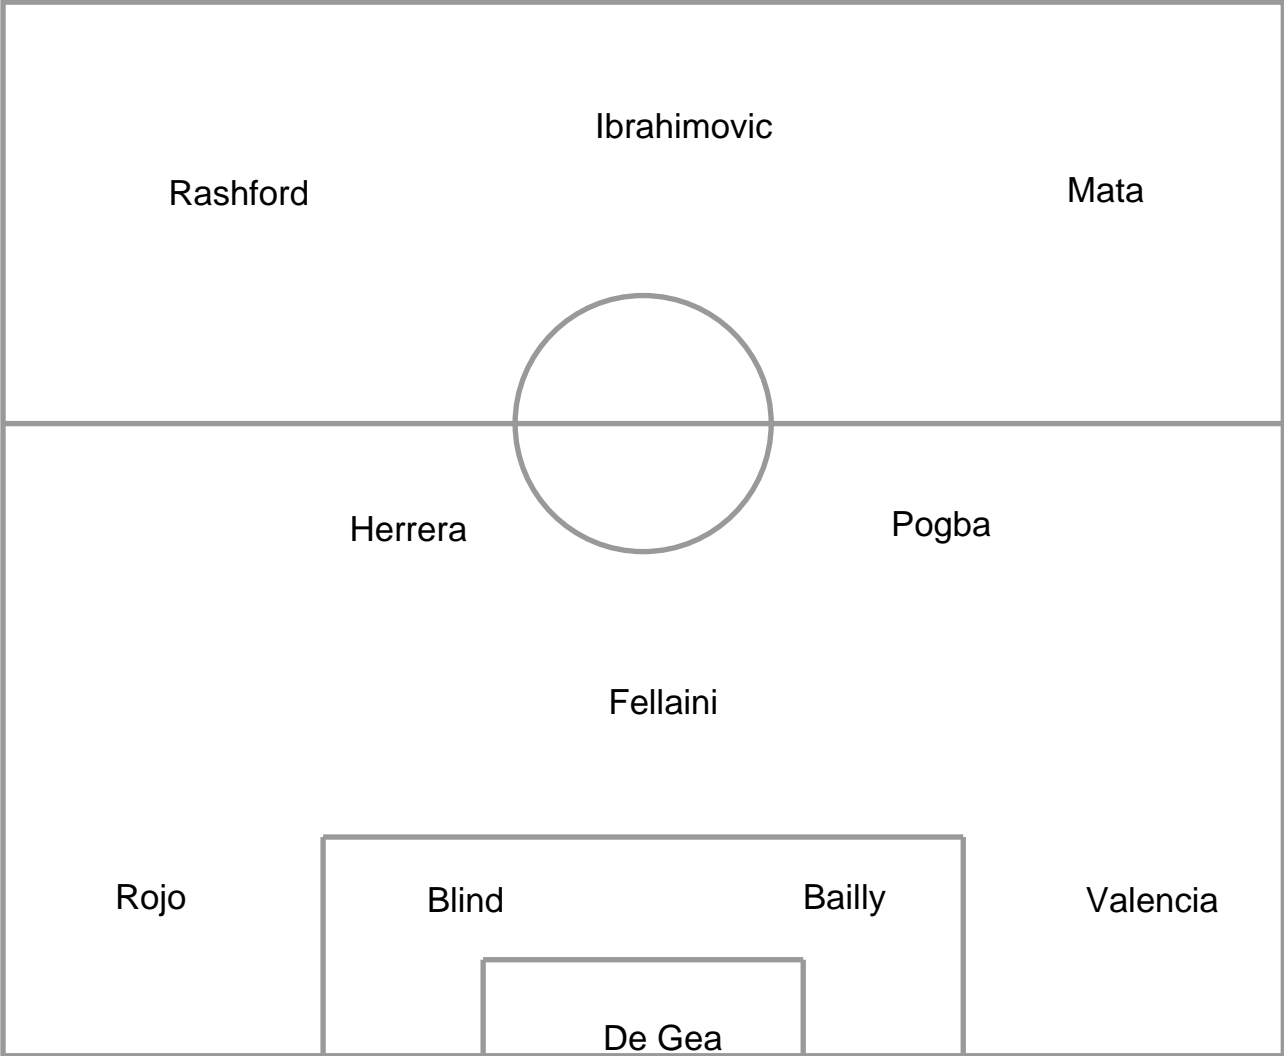 Ibrahimovic
Rashford
Mata
Herrera
Pogba
Fellaini
Rojo
Blind
Bailly
Valencia
De Gea